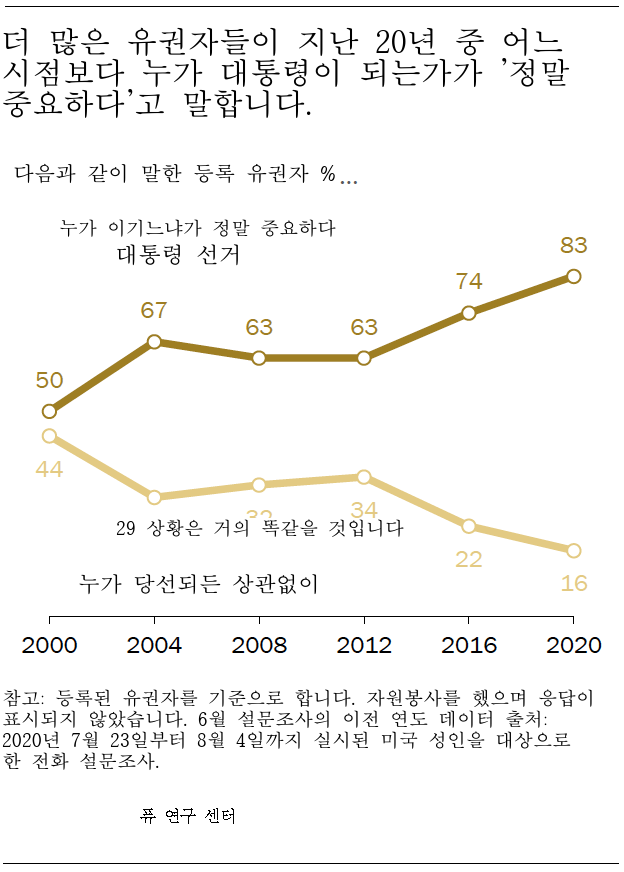 더 많은 유권자들이 지난 20년 중 어느
시점보다 누가 대통령이 되는가가 '정말
중요하다'고 말합니다.
다음과 같이 말한 등록 유권자 %...
누가 이기느냐가 정말 중요하다
대통령 선거
83
74
67
63
63
50
44
34
29 상황은 거의 똑같을 것입니다
22
16
누가 당선되든 상관없이
2000 2004 2008 2012 2016 2020
참고: 등록된 유권자를 기준으로 합니다. 자원봉사를 했으며 응답이
표시되지 않았습니다. 6월 설문조사의 이전 연도 데이터 출처:
2020년 7월 23일부터 8월 4일까지 실시된 미국 성인을 대상으로
한 전화 설문조사.
퓨 연구 센터